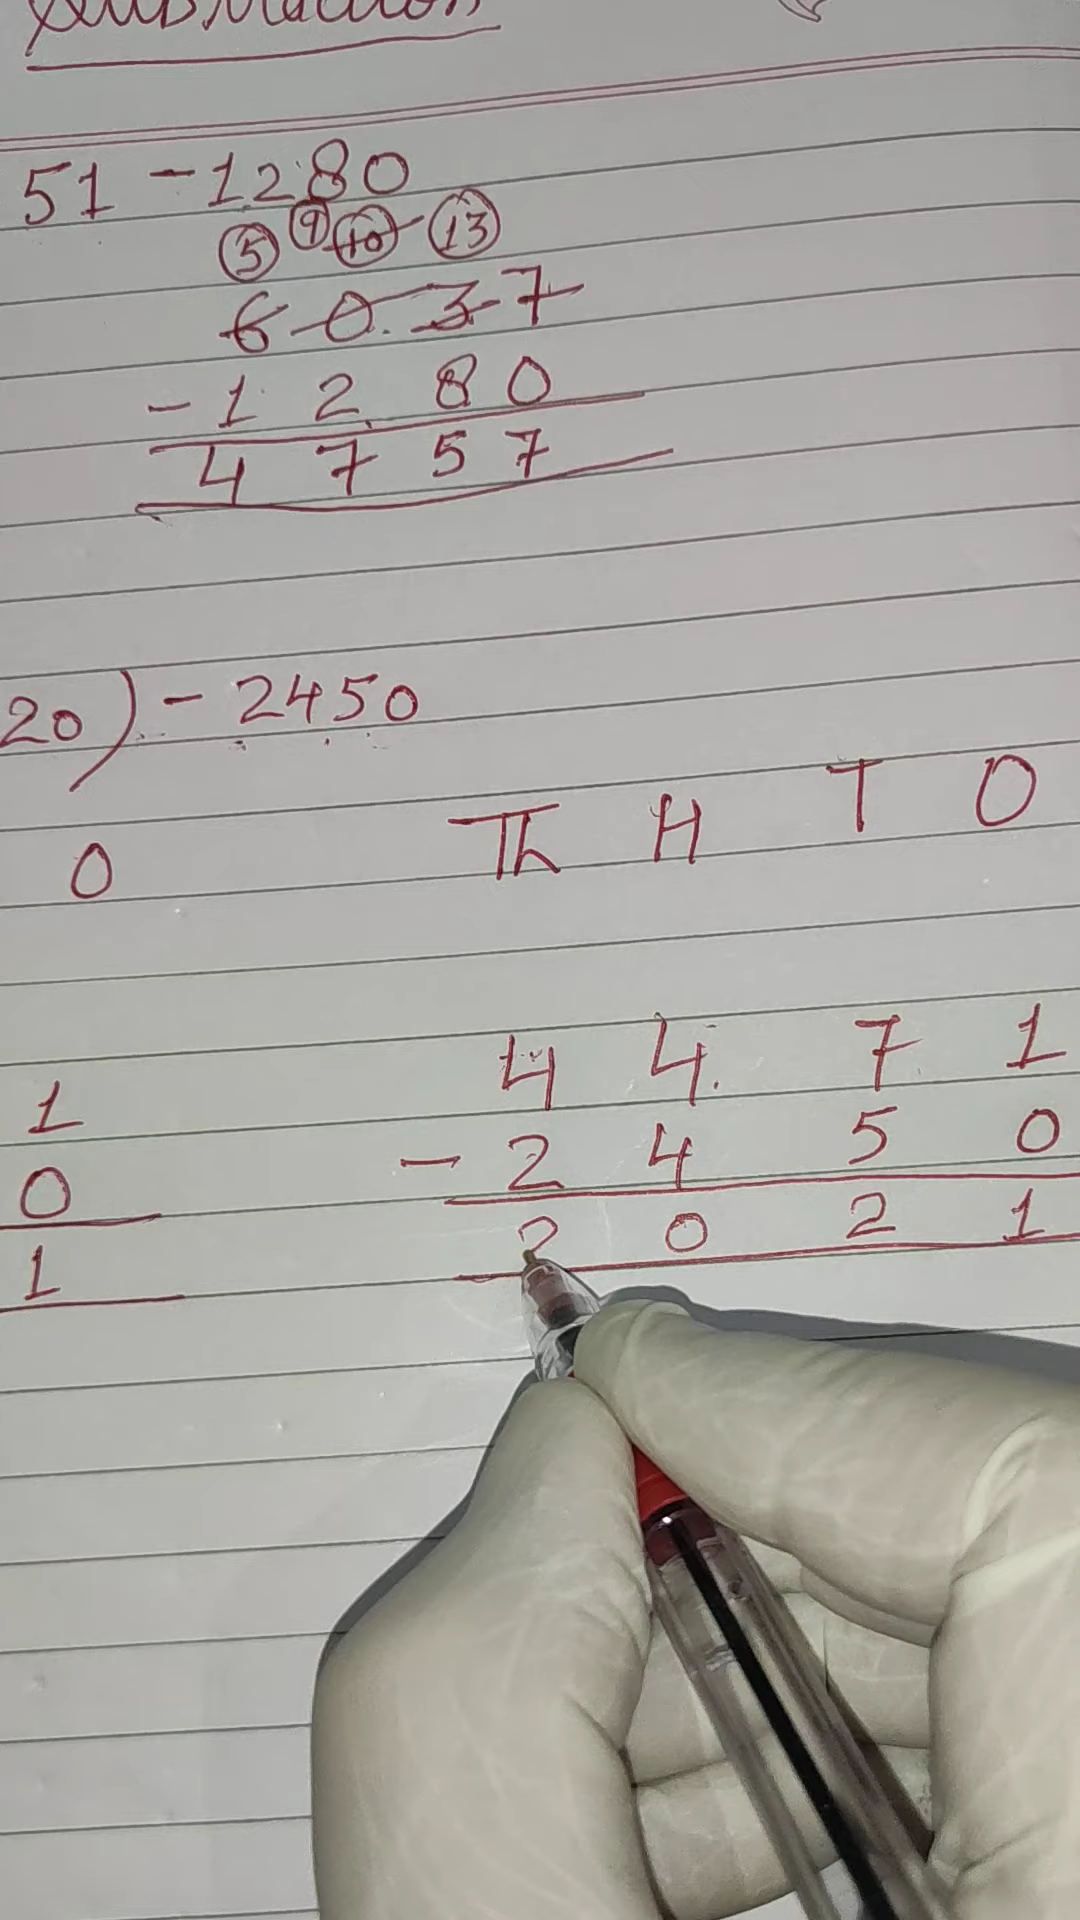 Subtraction
51 - 1280
5 9 10 13
6 0 3 7
- 1 2 8 0
4 7 5 7
20) - 2450
O Th H T O
1 4 4 7 1
0 - 2 4 5 0
1 2 0 2 1